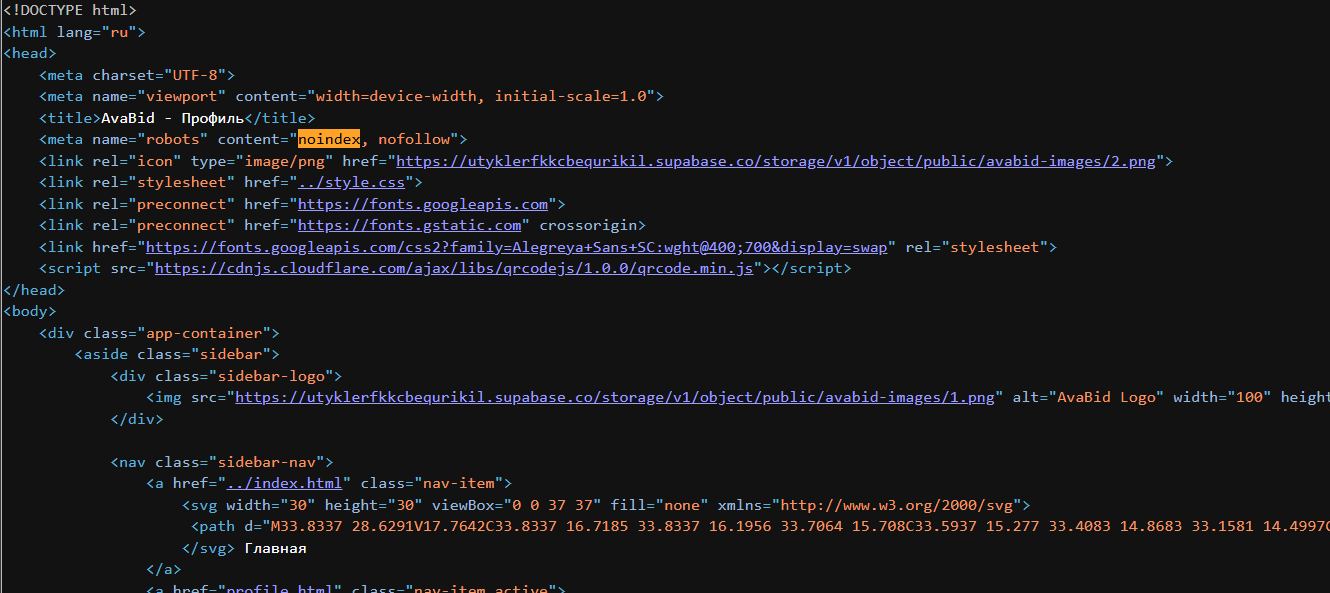 <!DOCTYPE html>
<html lang="ru">
<head>
    <meta charset="UTF-8">
    <meta name="viewport" content="width=device-width, initial-scale=1.0">
    <title>AvaBid - Профиль</title>
    <meta name="robots" content="noindex, nofollow">
    <link rel="icon" type="image/png" href="https://utyklerfkkcbequrikil.supabase.co/storage/v1/object/public/avabid-images/2.png">
    <link rel="stylesheet" href="../style.css">
    <link rel="preconnect" href="https://fonts.googleapis.com">
    <link rel="preconnect" href="https://fonts.gstatic.com" crossorigin>
    <link href="https://fonts.googleapis.com/css2?family=Alegreya+Sans+SC:wght@400;700&display=swap" rel="stylesheet">
    <script src="https://cdnjs.cloudflare.com/ajax/libs/qrcodejs/1.0.0/qrcode.min.js"></script>
</head>
<body>
    <div class="app-container">
        <aside class="sidebar">
            <div class="sidebar-logo">
                <img src="https://utyklerfkkcbequrikil.supabase.co/storage/v1/object/public/avabid-images/1.png" alt="AvaBid Logo" width="100" height
            </div>
            <nav class="sidebar-nav">
                <a href="../index.html" class="nav-item">
                    <svg width="30" height="30" viewBox="0 0 37 37" fill="none" xmlns="http://www.w3.org/2000/svg">
                     <path d="M33.8337 28.6291V17.7642C33.8337 16.7185 33.8337 16.1956 33.7064 15.708C33.5937 15.277 33.4083 14.8683 33.1581 14.4997C
                    </svg> Главная
                </a>
                <a href="profile.html" class="nav-item active">